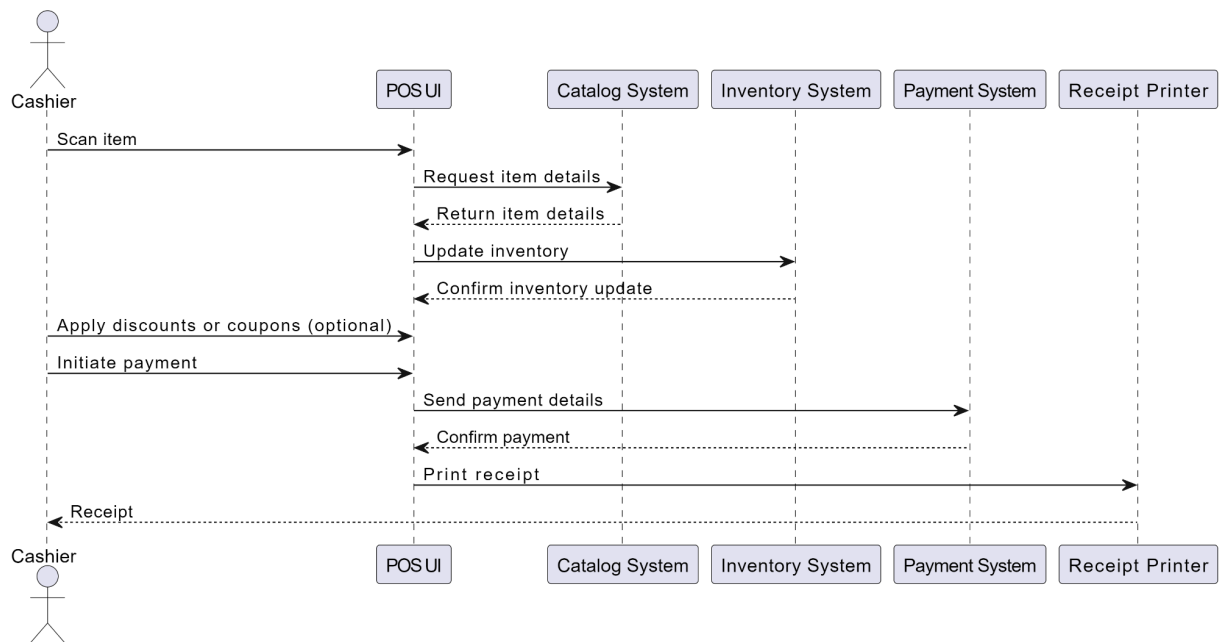 Cashier
POS UI
Catalog System
Inventory System
Payment System
Receipt Printer
Scan item
Request item details
Return item details
Update inventory
Confirm inventory update
Apply discounts or coupons (optional)
Initiate payment
Send payment details
Confirm payment
Print receipt
Receipt
Cashier
POS UI
Catalog System
Inventory System
Payment System
Receipt Printer